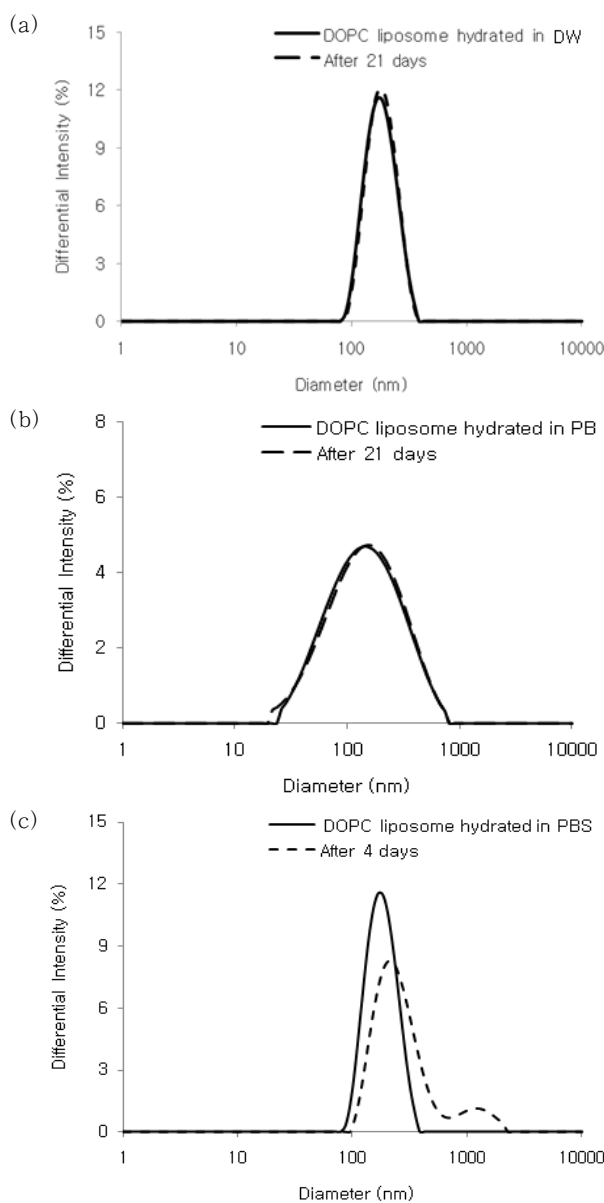 (a)
15
12
9
6
3
0
Differential Intensity (%)
DOPC liposome hydrated in DW
After 21 days
1 10 100 1000 10000
Diameter (nm)
(b)
8
6
4
2
0
Differential Intensity (%)
DOPC liposome hydrated in PB
After 21 days
1 10 100 1000 10000
Diameter (nm)
(c)
15
12
9
6
3
0
Differential Intensity (%)
DOPC liposome hydrated in PBS
After 4 days
1 10 100 1000 10000
Diameter (nm)